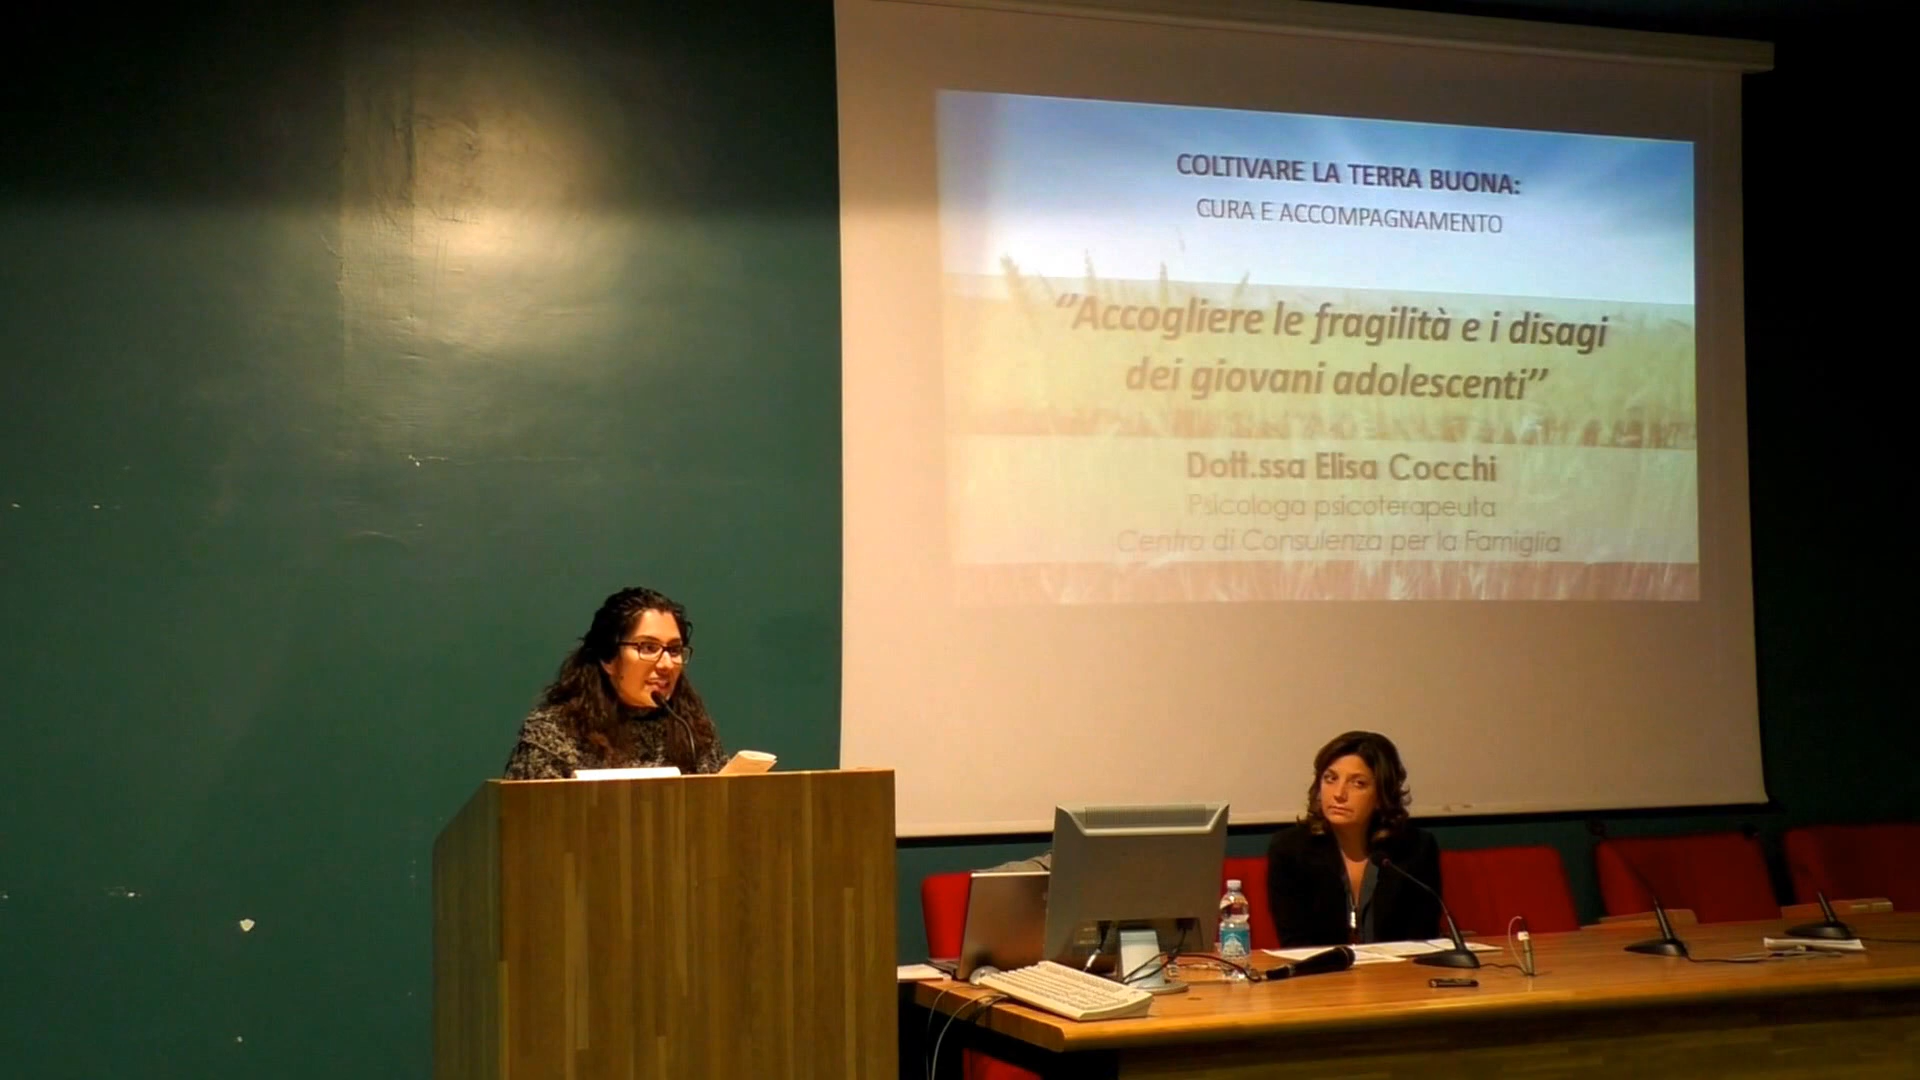 COLTIVARE LA TERRA BUONA:
CURA E ACCOMPAGNAMENTO
“Accogliere le fragilità e i disagi
dei giovani adolescenti”
Dott.ssa Elisa Cocchi
Psicologa psicoterapeuta
Centro di Consulenza per la Famiglia